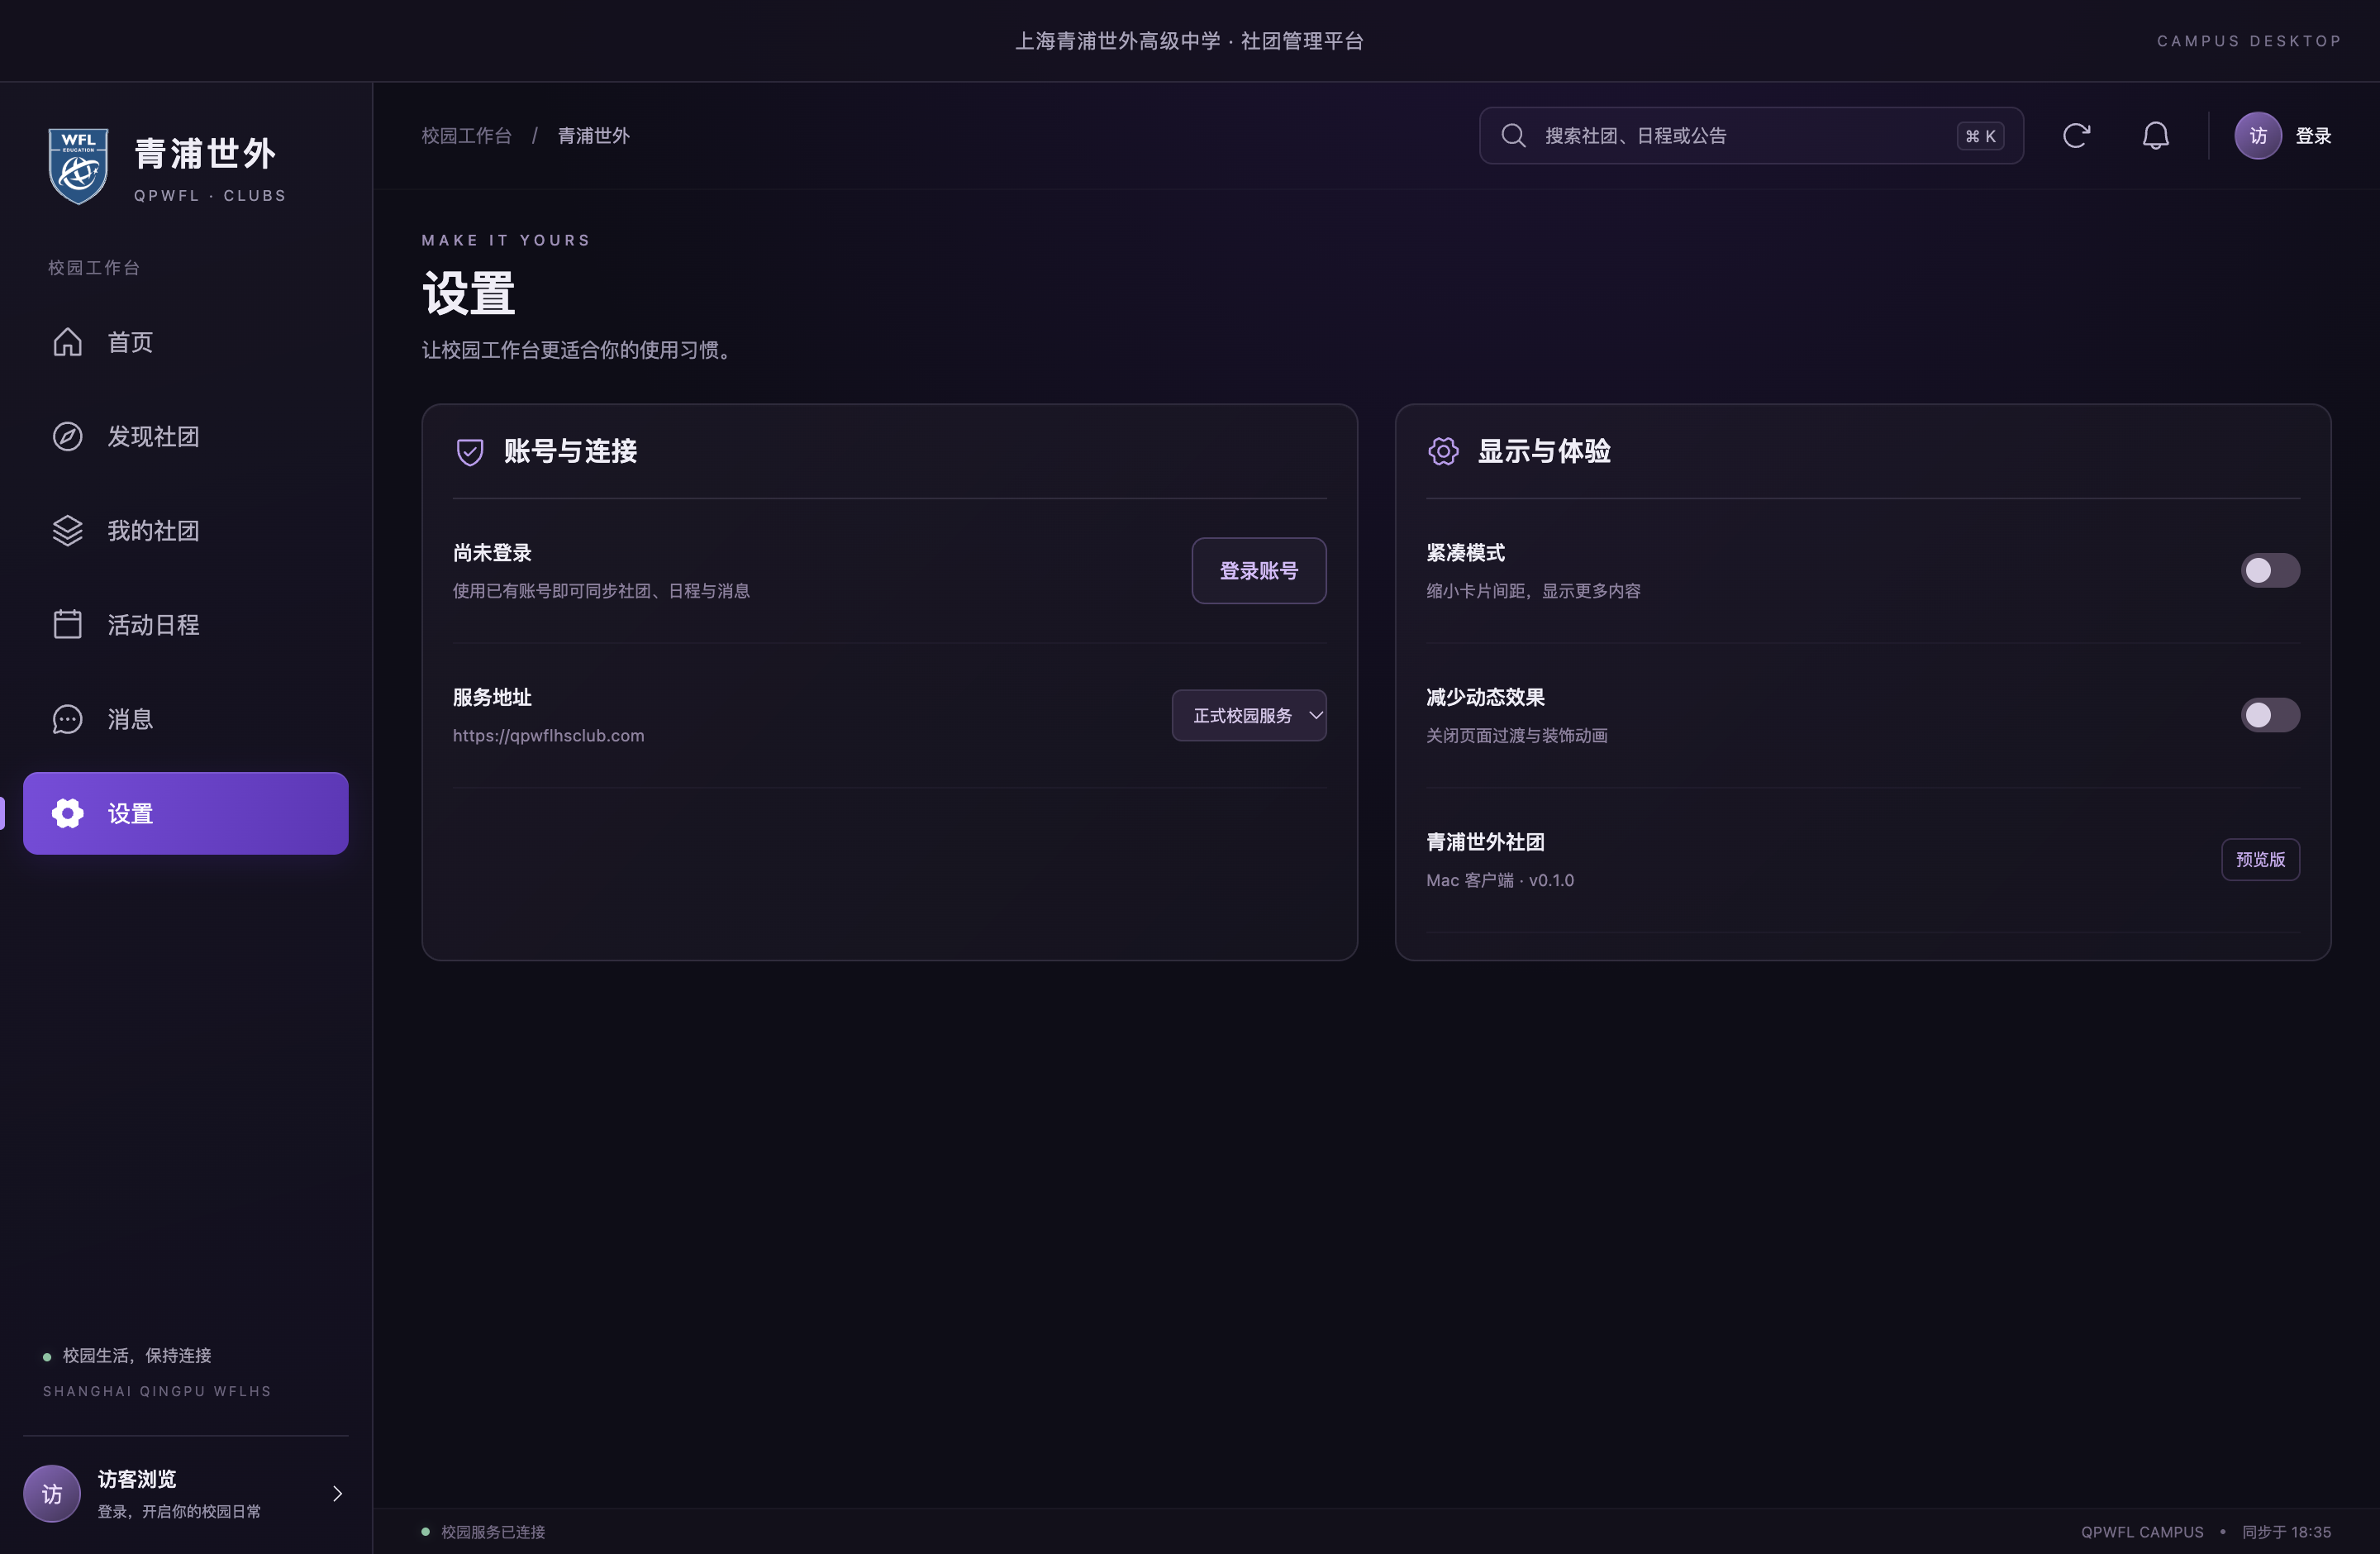 上海青浦世外高级中学 · 社团管理平台
CAMPUS DESKTOP
WFL
EDUCATION
青浦世外
QPWFL · CLUBS
校园工作台
首页
发现社团
我的社团
活动日程
消息
设置
校园生活，保持连接
SHANGHAI QINGPU WFLHS
访
访客浏览
登录，开启你的校园日常
校园工作台 / 青浦世外
搜索社团、日程或公告
⌘ K
访
登录
MAKE IT YOURS
设置
让校园工作台更适合你的使用习惯。
账号与连接
尚未登录
使用已有账号即可同步社团、日程与消息
登录账号
服务地址
https://qpwflhsclub.com
正式校园服务
显示与体验
紧凑模式
缩小卡片间距，显示更多内容
减少动态效果
关闭页面过渡与装饰动画
青浦世外社团
Mac 客户端 · v0.1.0
预览版
校园服务已连接
QPWFL CAMPUS • 同步于 18:35